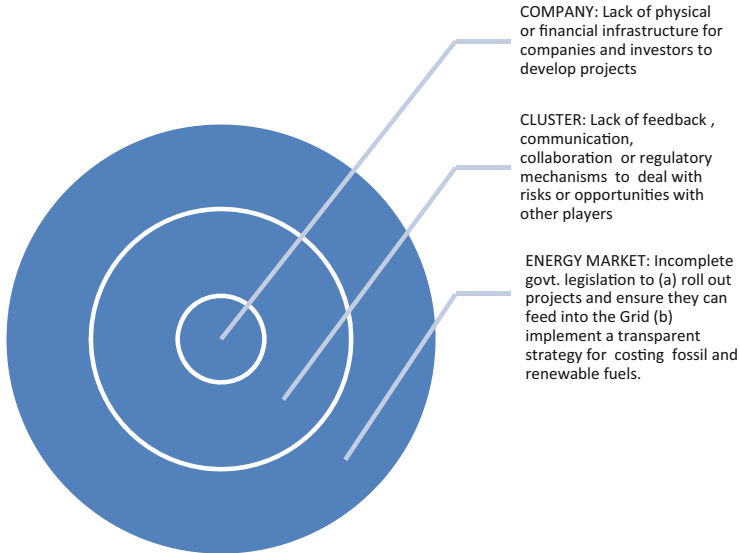 COMPANY: Lack of physical
or financial infrastructure for
companies and investors to
develop projects
CLUSTER: Lack of feedback ,
communication,
collaboration or regulatory
mechanisms to deal with
risks or opportunities with
other players
ENERGY MARKET: Incomplete
govt. legislation to (a) roll out
projects and ensure they can
feed into the Grid (b)
implement a transparent
strategy for costing fossil and
renewable fuels.